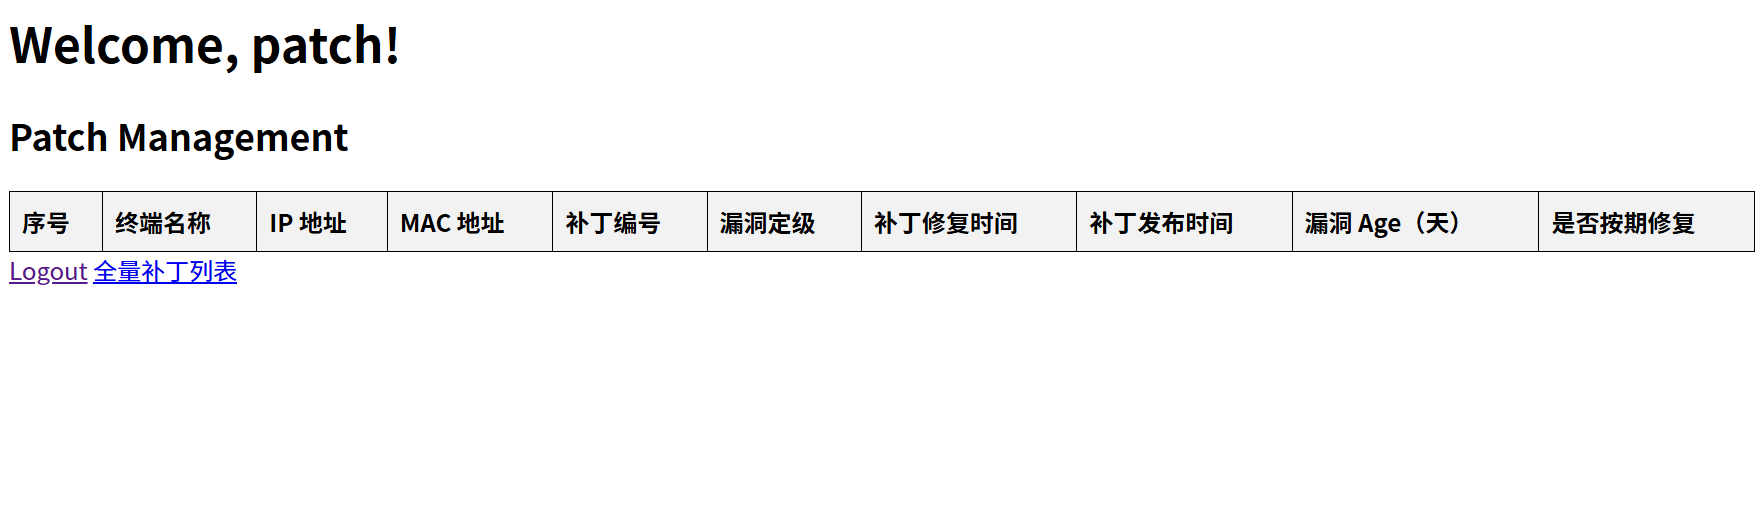 Welcome, patch!
Patch Management
序号 终端名称 IP 地址 MAC 地址 补丁编号 漏洞定级 补丁修复时间 补丁发布时间 漏洞 Age（天） 是否按期修复
Logout 全量补丁列表